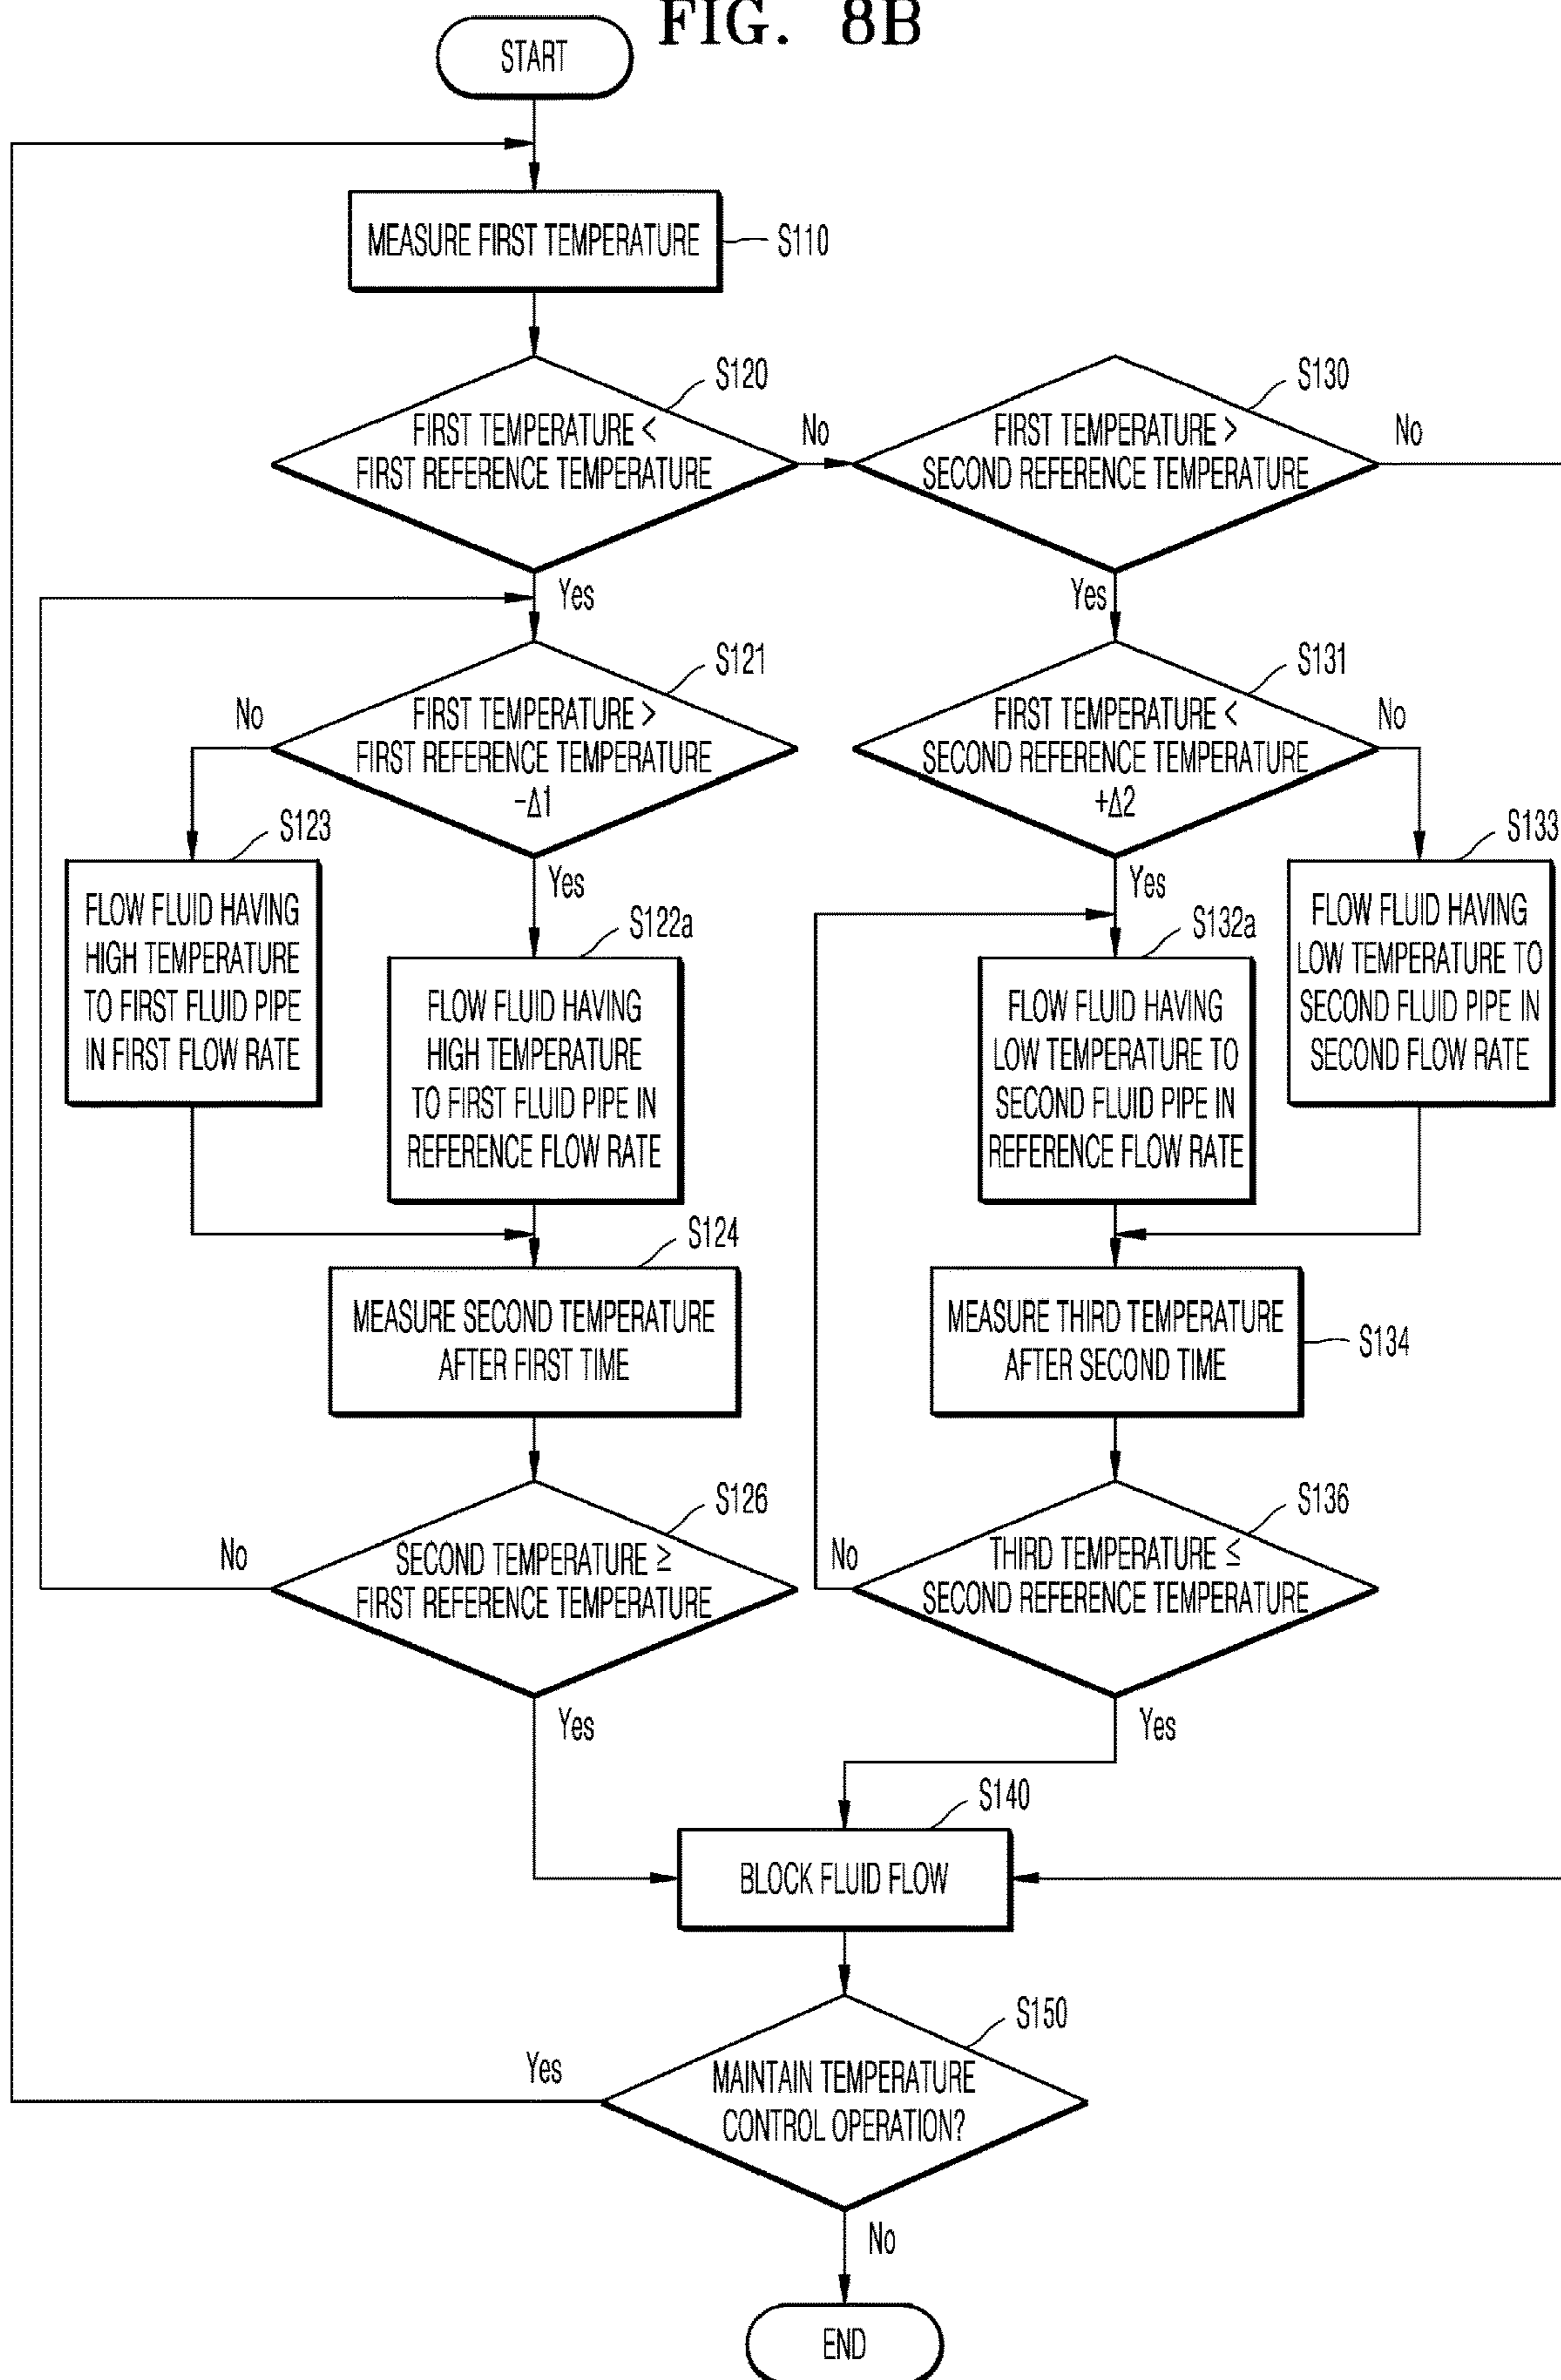 FIG. 8B
START
MEASURE FIRST TEMPERATURE
S110
S120
FIRST TEMPERATURE <
FIRST REFERENCE TEMPERATURE
No
S130
FIRST TEMPERATURE >
SECOND REFERENCE TEMPERATURE
No
Yes
Yes
S121
FIRST TEMPERATURE >
FIRST REFERENCE TEMPERATURE
-Δ1
No
S131
FIRST TEMPERATURE <
SECOND REFERENCE TEMPERATURE
+Δ2
No
S123
FLOW FLUID HAVING
HIGH TEMPERATURE
TO FIRST FLUID PIPE
IN FIRST FLOW RATE
Yes
S122a
FLOW FLUID HAVING
HIGH TEMPERATURE
TO FIRST FLUID PIPE IN
REFERENCE FLOW RATE
Yes
S132a
FLOW FLUID HAVING
LOW TEMPERATURE TO
SECOND FLUID PIPE IN
REFERENCE FLOW RATE
S133
FLOW FLUID HAVING
LOW TEMPERATURE TO
SECOND FLUID PIPE IN
SECOND FLOW RATE
S124
MEASURE SECOND TEMPERATURE
AFTER FIRST TIME
MEASURE THIRD TEMPERATURE
AFTER SECOND TIME
S134
S126
No
SECOND TEMPERATURE ≥
FIRST REFERENCE TEMPERATURE
S136
No
THIRD TEMPERATURE ≤
SECOND REFERENCE TEMPERATURE
Yes
Yes
S140
BLOCK FLUID FLOW
S150
Yes
MAINTAIN TEMPERATURE
CONTROL OPERATION?
No
END